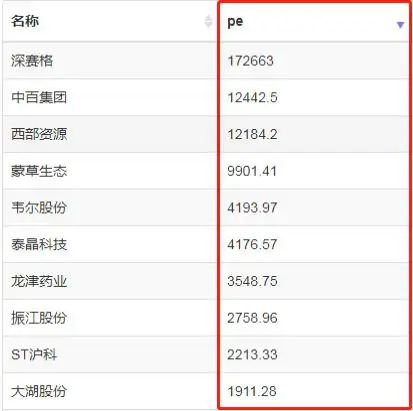 名称 pe
深赛格 172663
中百集团 12442.5
西部资源 12184.2
蒙草生态 9901.41
韦尔股份 4193.97
泰晶科技 4176.57
龙津药业 3548.75
振江股份 2758.96
ST沪科 2213.33
大湖股份 1911.28